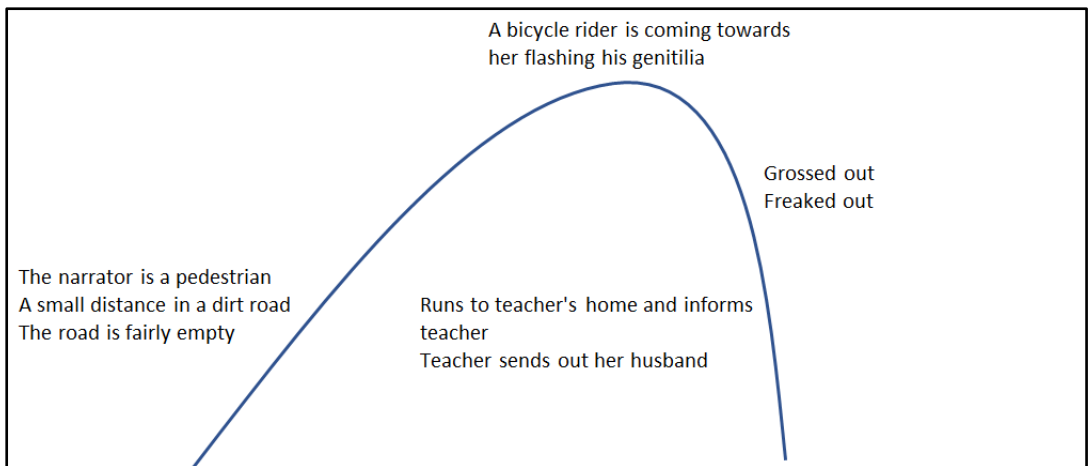 A bicycle rider is coming towards
her flashing his genitilia
Grossed out
Freaked out
The narrator is a pedestrian
A small distance in a dirt road
The road is fairly empty
Runs to teacher's home and informs
teacher
Teacher sends out her husband